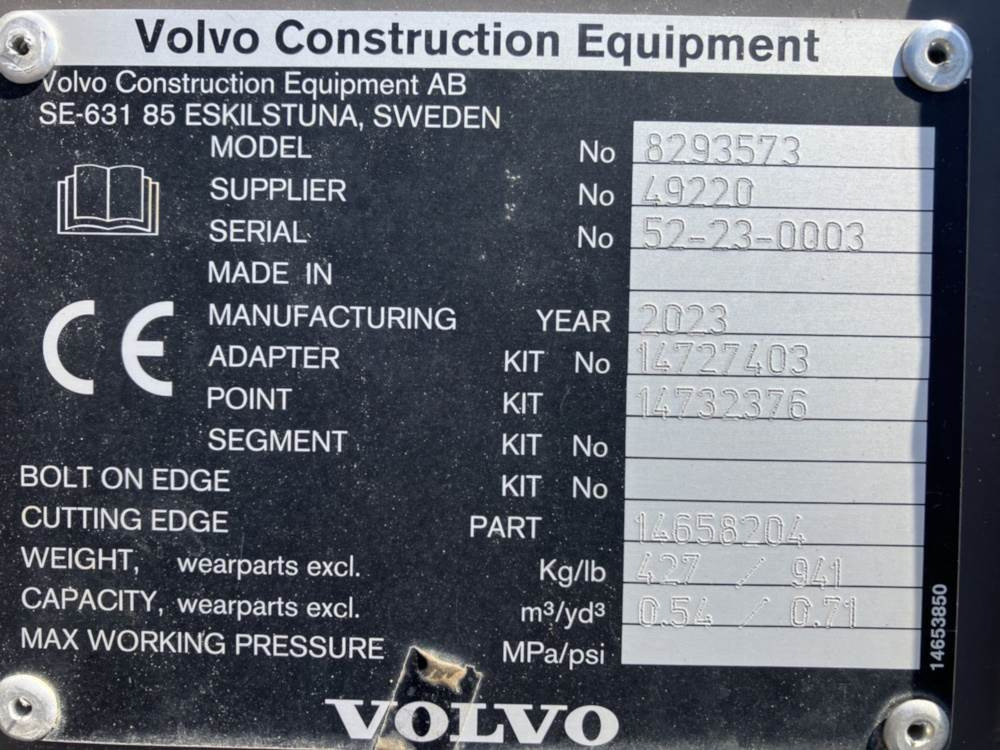 Volvo Construction Equipment
Volvo Construction Equipment AB
SE-631 85 ESKILSTUNA, SWEDEN
MODEL No 8293573
SUPPLIER No 49220
SERIAL No 52-23-0003
MADE IN
MANUFACTURING YEAR 2023
ADAPTER KIT No 14727403
POINT KIT 14732376
SEGMENT KIT No
BOLT ON EDGE KIT No
CUTTING EDGE PART 14658204
WEIGHT, wearparts excl. Kg/lb 427 / 941
CAPACITY, wearparts excl. m³/yd³ 0.54 / 0.71
MAX WORKING PRESSURE MPa/psi
CE
14653850
VOLVO